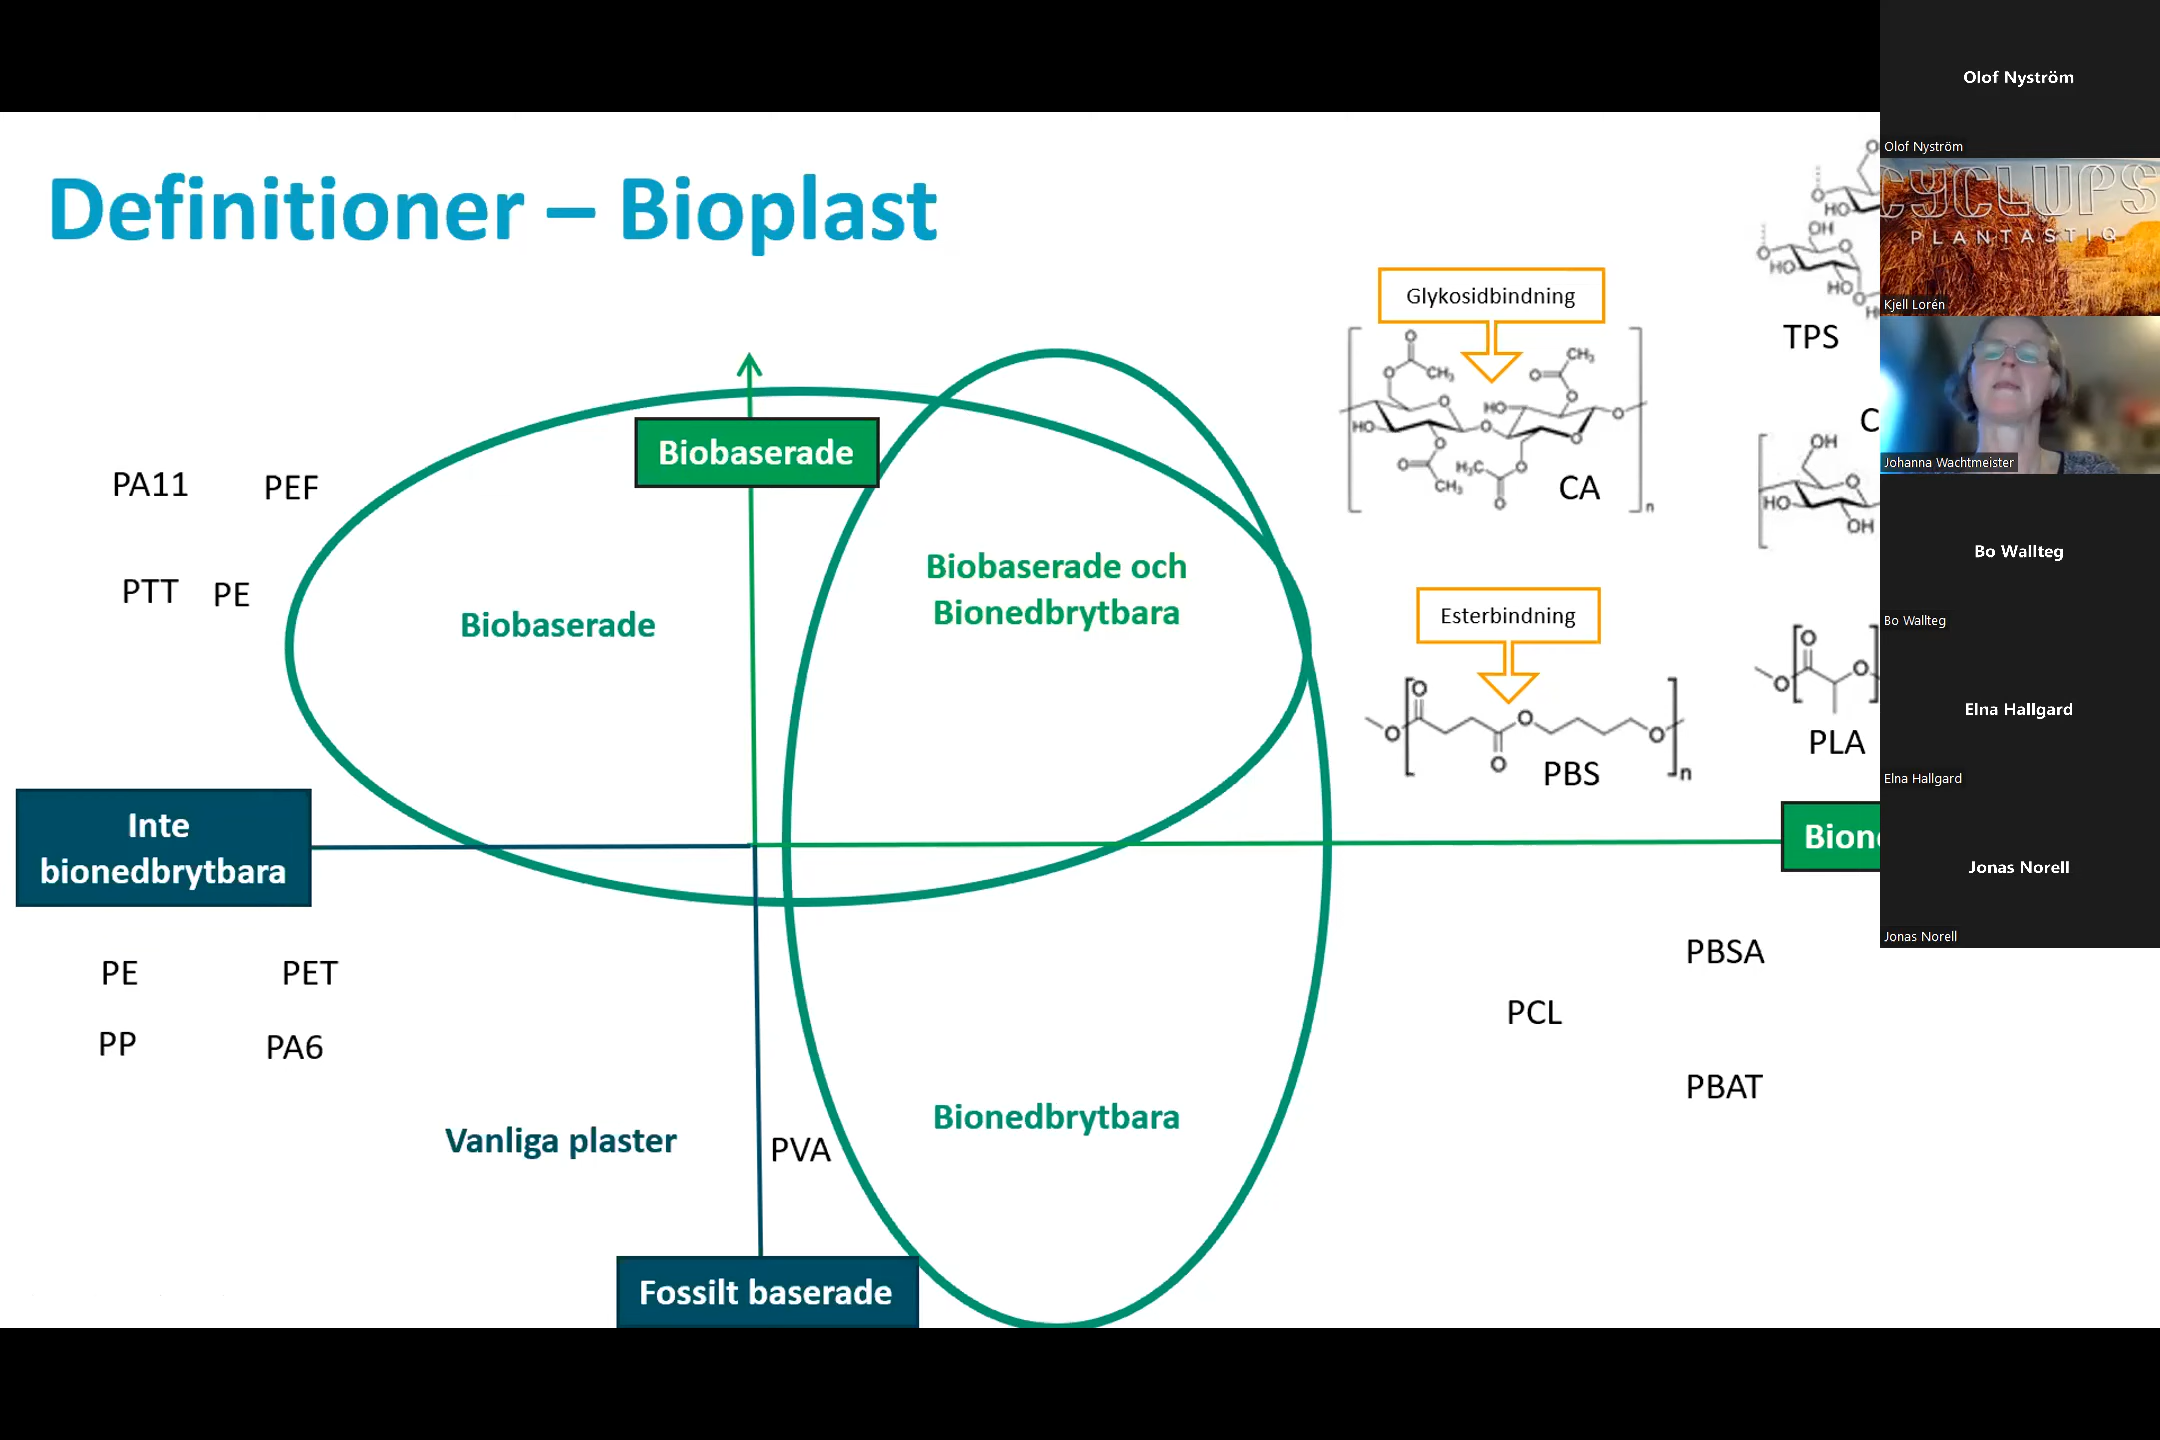 Definitioner – Bioplast
Glykosidbindning
CA
TPS
Biobaserade
PA11
PEF
PTT
PE
Biobaserade
Biobaserade och
Bionedbrytbara
Esterbindning
PBS
PLA
Inte
bionedbrytbara
PE
PET
PP
PA6
Vanliga plaster
PVA
Bionedbrytbara
PBSA
PCL
PBAT
Fossilt baserade
Olof Nyström
Olof Nyström
CYCLUPS
PLANTASTIQ
Kjell Lorén
Johanna Wachtmeister
Bo Wallteg
Bo Wallteg
Elna Hallgard
Elna Hallgard
Jonas Norell
Jonas Norell